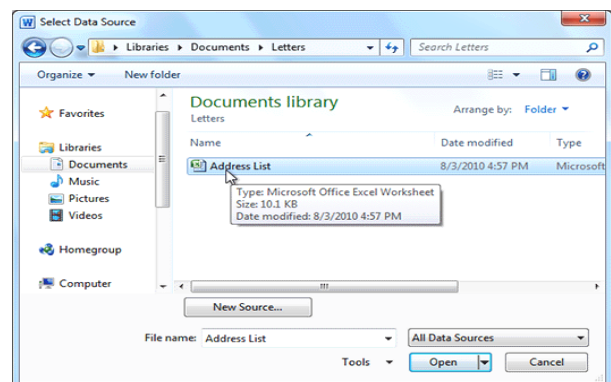 Select Data Source
Libraries Documents Letters
Search Letters
Organize New folder
Favorites
Libraries
Documents
Music
Pictures
Videos
Homegroup
Computer
Documents library
Letters
Arrange by: Folder
Name Date modified Type
Address List 8/3/2010 4:57 PM Microsoft
Type: Microsoft Office Excel Worksheet
Size: 10.1 KB
Date modified: 8/3/2010 4:57 PM
New Source...
File name: Address List All Data Sources
Tools Open Cancel